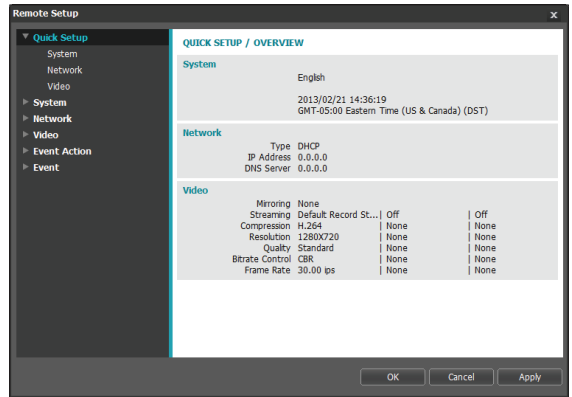 Remote Setup x
Quick Setup
System
Network
Video
System
Network
Video
Event Action
Event
QUICK SETUP / OVERVIEW
System
English
2013/02/21 14:36:19
GMT-05:00 Eastern Time (US & Canada) (DST)
Network
Type DHCP
IP Address 0.0.0.0
DNS Server 0.0.0.0
Video
Mirroring None
Streaming Default Record St...| Off | Off
Compression H.264 | None | None
Resolution 1280X720 | None | None
Quality Standard | None | None
Bitrate Control CBR | None | None
Frame Rate 30.00 ips | None | None
OK Cancel Apply